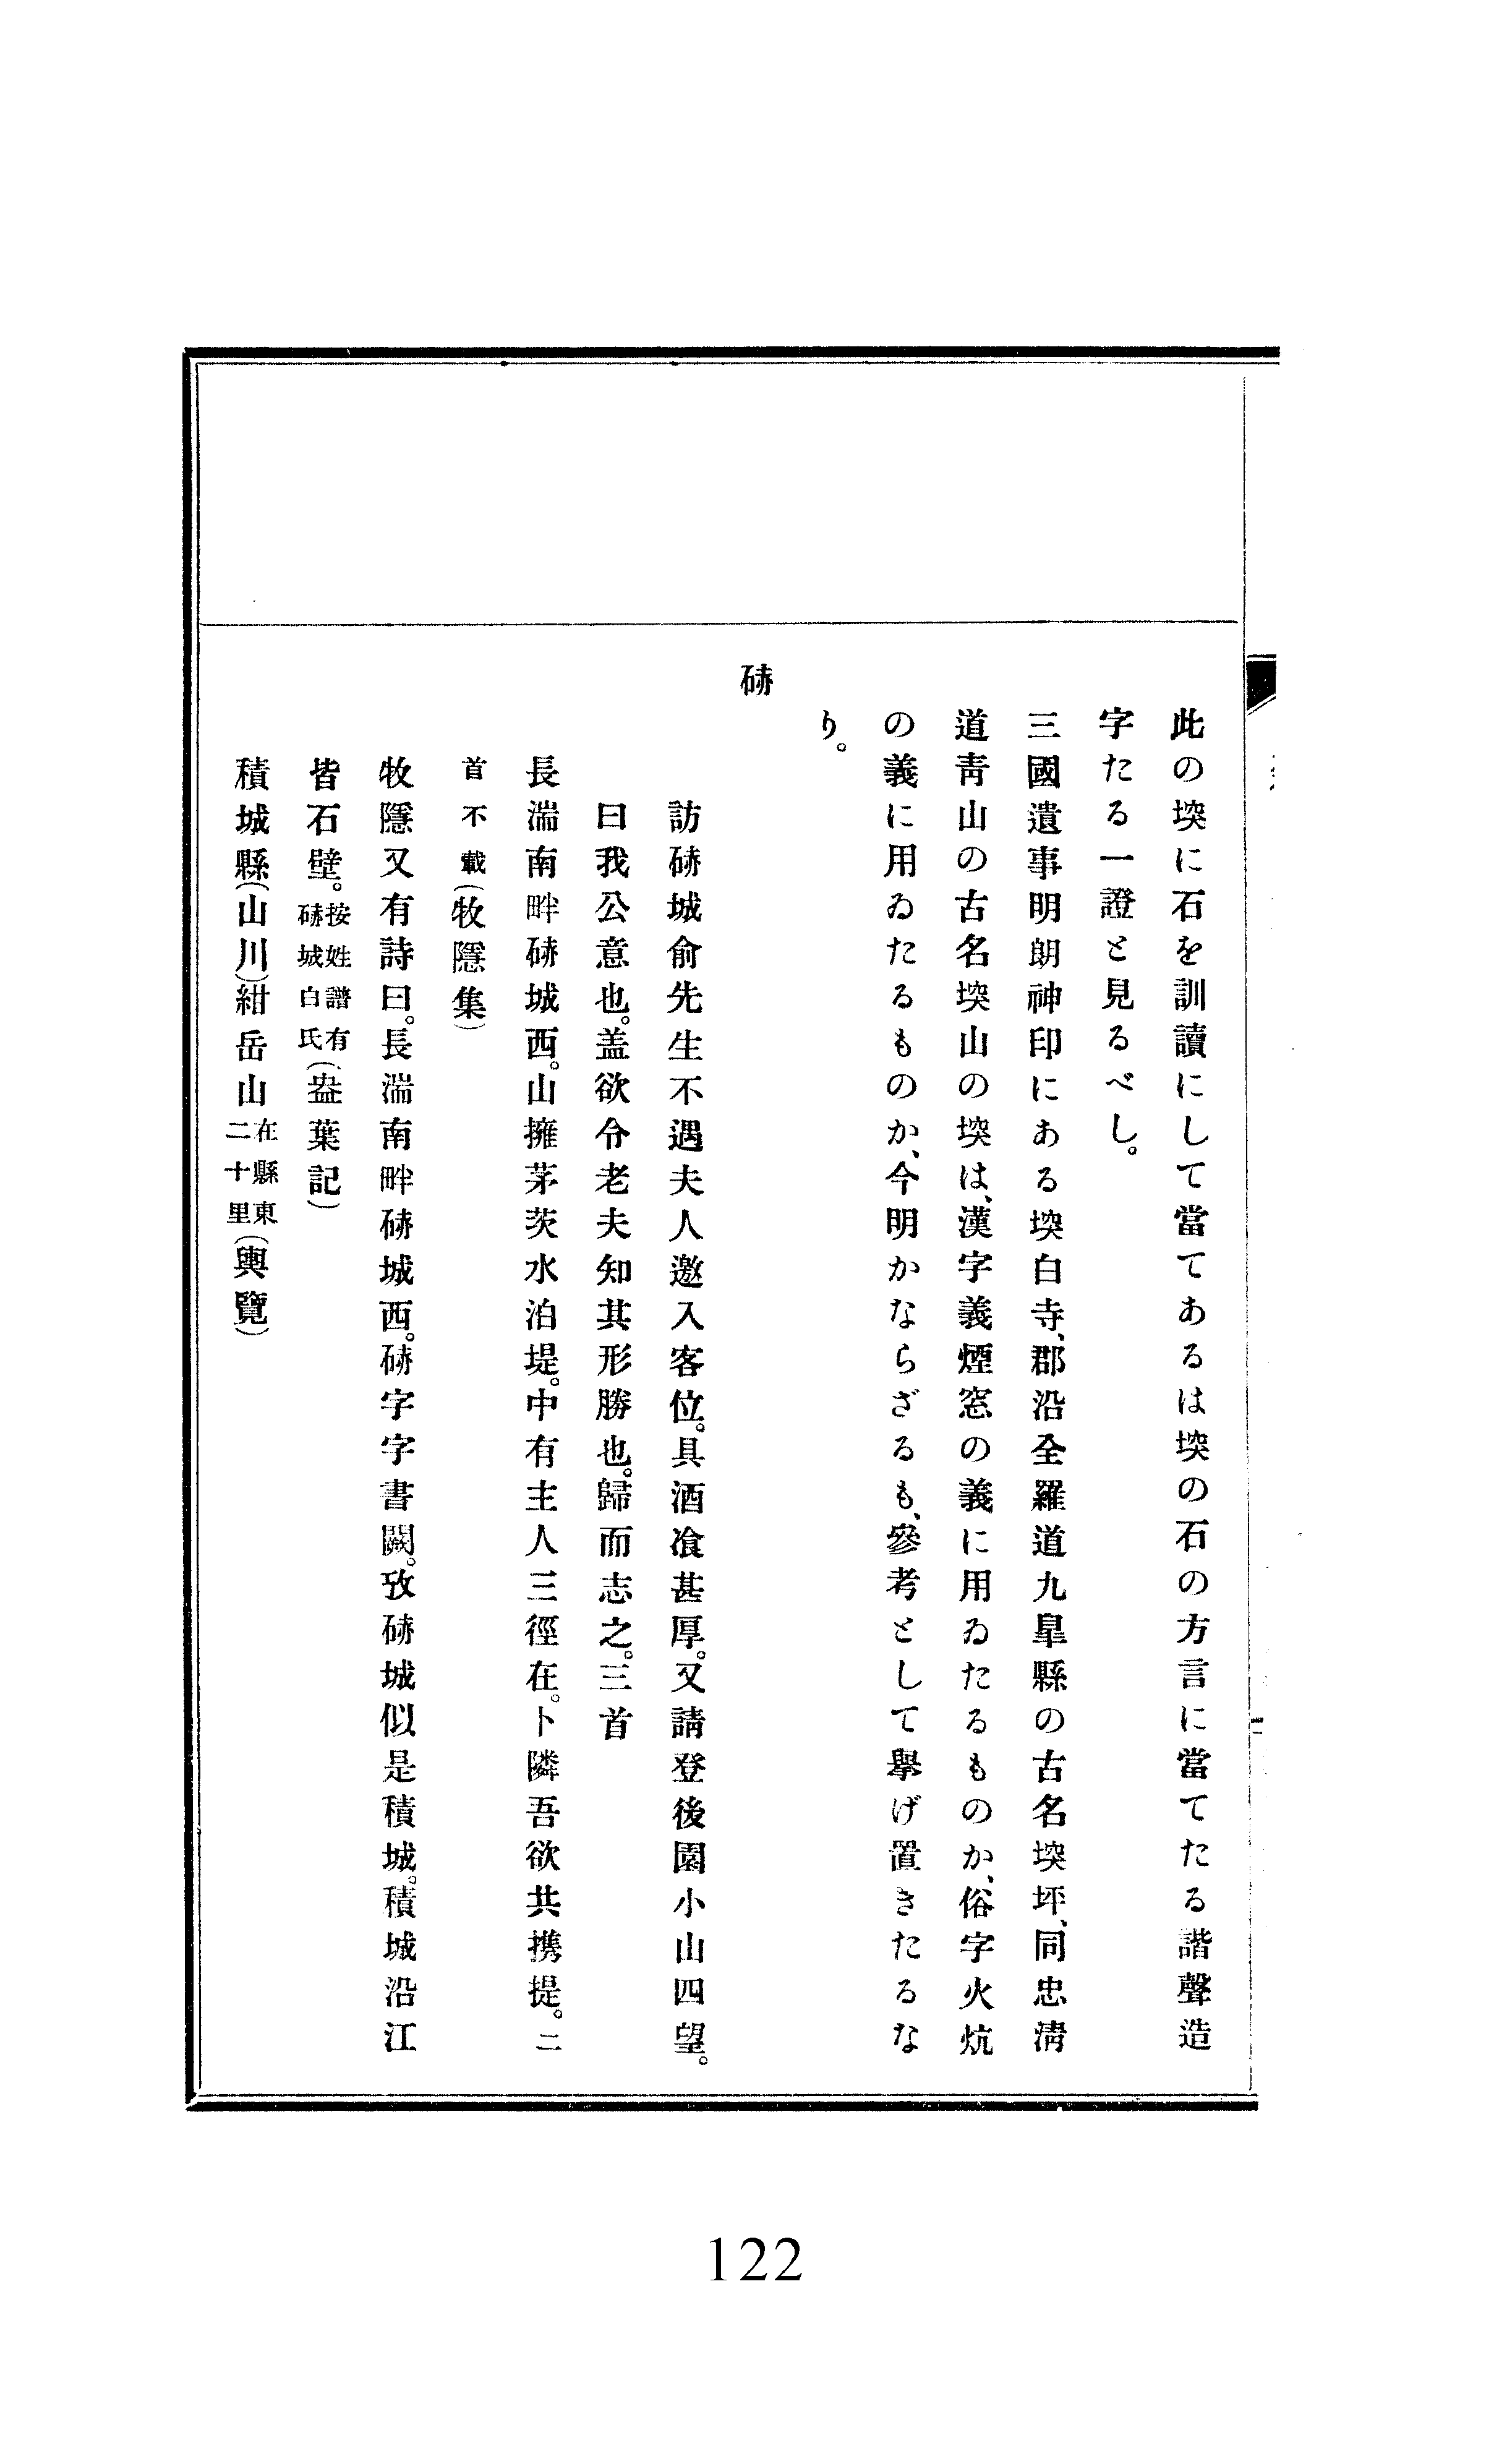 此の堗に石を訓讀にして當てあるは堗の石の方言に當てたる諧聲造
字たる一證と見るべし。
三國遺事明朗神印にある堗白寺、郡沿全羅道九皐縣の古名堗坪、同忠淸
道靑山の古名堗山の堗は、漢字義煙窓の義に用ゐたるものか、俗字火炕
の義に用ゐたるものか、今明かならざるも、參考として擧げ置きたるな
り。
硳
訪硳城兪先生不遇夫人邀入客位。具酒飡甚厚。又請登後園小山四望。
曰我公意也。盖欲令老夫知其形勝也。歸而志之。三首
長湍南畔硳城西。山擁茅茨水泊堤。中有主人三徑在。卜隣吾欲共携提。二
首不載(牧隱集)
牧隱又有詩曰。長湍南畔硳城西。硳字字書闕。攷硳城似是積城。積城沿江
皆石壁。按姓譜有硳城白氏(盎葉記)
積城縣(山川)紺岳山在縣東二十里(輿覽)
122